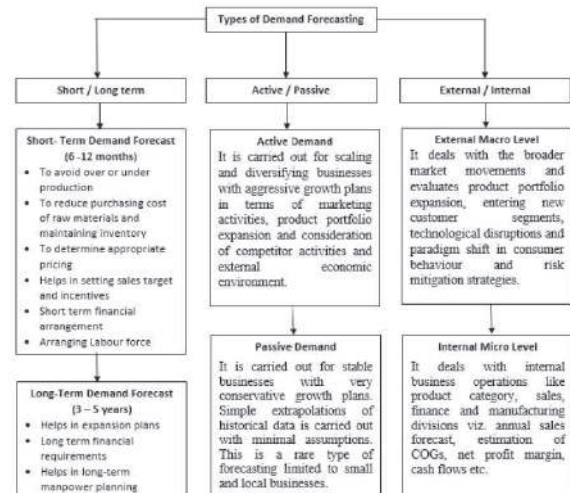 Types of Demand Forecasting
Short / Long term
Active / Passive
External / Internal
Short- Term Demand Forecast
(6 -12 months)
• To avoid over or under
production
• To reduce purchasing cost
of raw materials and
maintaining inventory
• To determine appropriate
pricing
• Helps in setting sales target
and incentives
• Short term financial
arrangement
• Arranging Labour force
Long-Term Demand Forecast
(3 – 5 years)
• Helps in expansion plans
• Long term financial
requirements
• Helps in long-term
manpower planning
Active Demand
It is carried out for scaling
and diversifying businesses
with aggressive growth plans
in terms of marketing
activities, product portfolio
expansion and consideration
of competitor activities and
external economic
environment.
Passive Demand
It is carried out for stable
businesses with very
conservative growth plans.
Simple extrapolations of
historical data is carried out
with minimal assumptions.
This is a rare type of
forecasting limited to small
and local businesses.
External Macro Level
It deals with the broader
market movements and
evaluates product portfolio
expansion, entering new
customer segments,
technological disruptions and
paradigm shift in consumer
behaviour and risk
mitigation strategies.
Internal Micro Level
It deals with internal
business operations like
product category, sales,
finance and manufacturing
divisions viz. annual sales
forecast, estimation of
COGs, net profit margin,
cash flows etc.